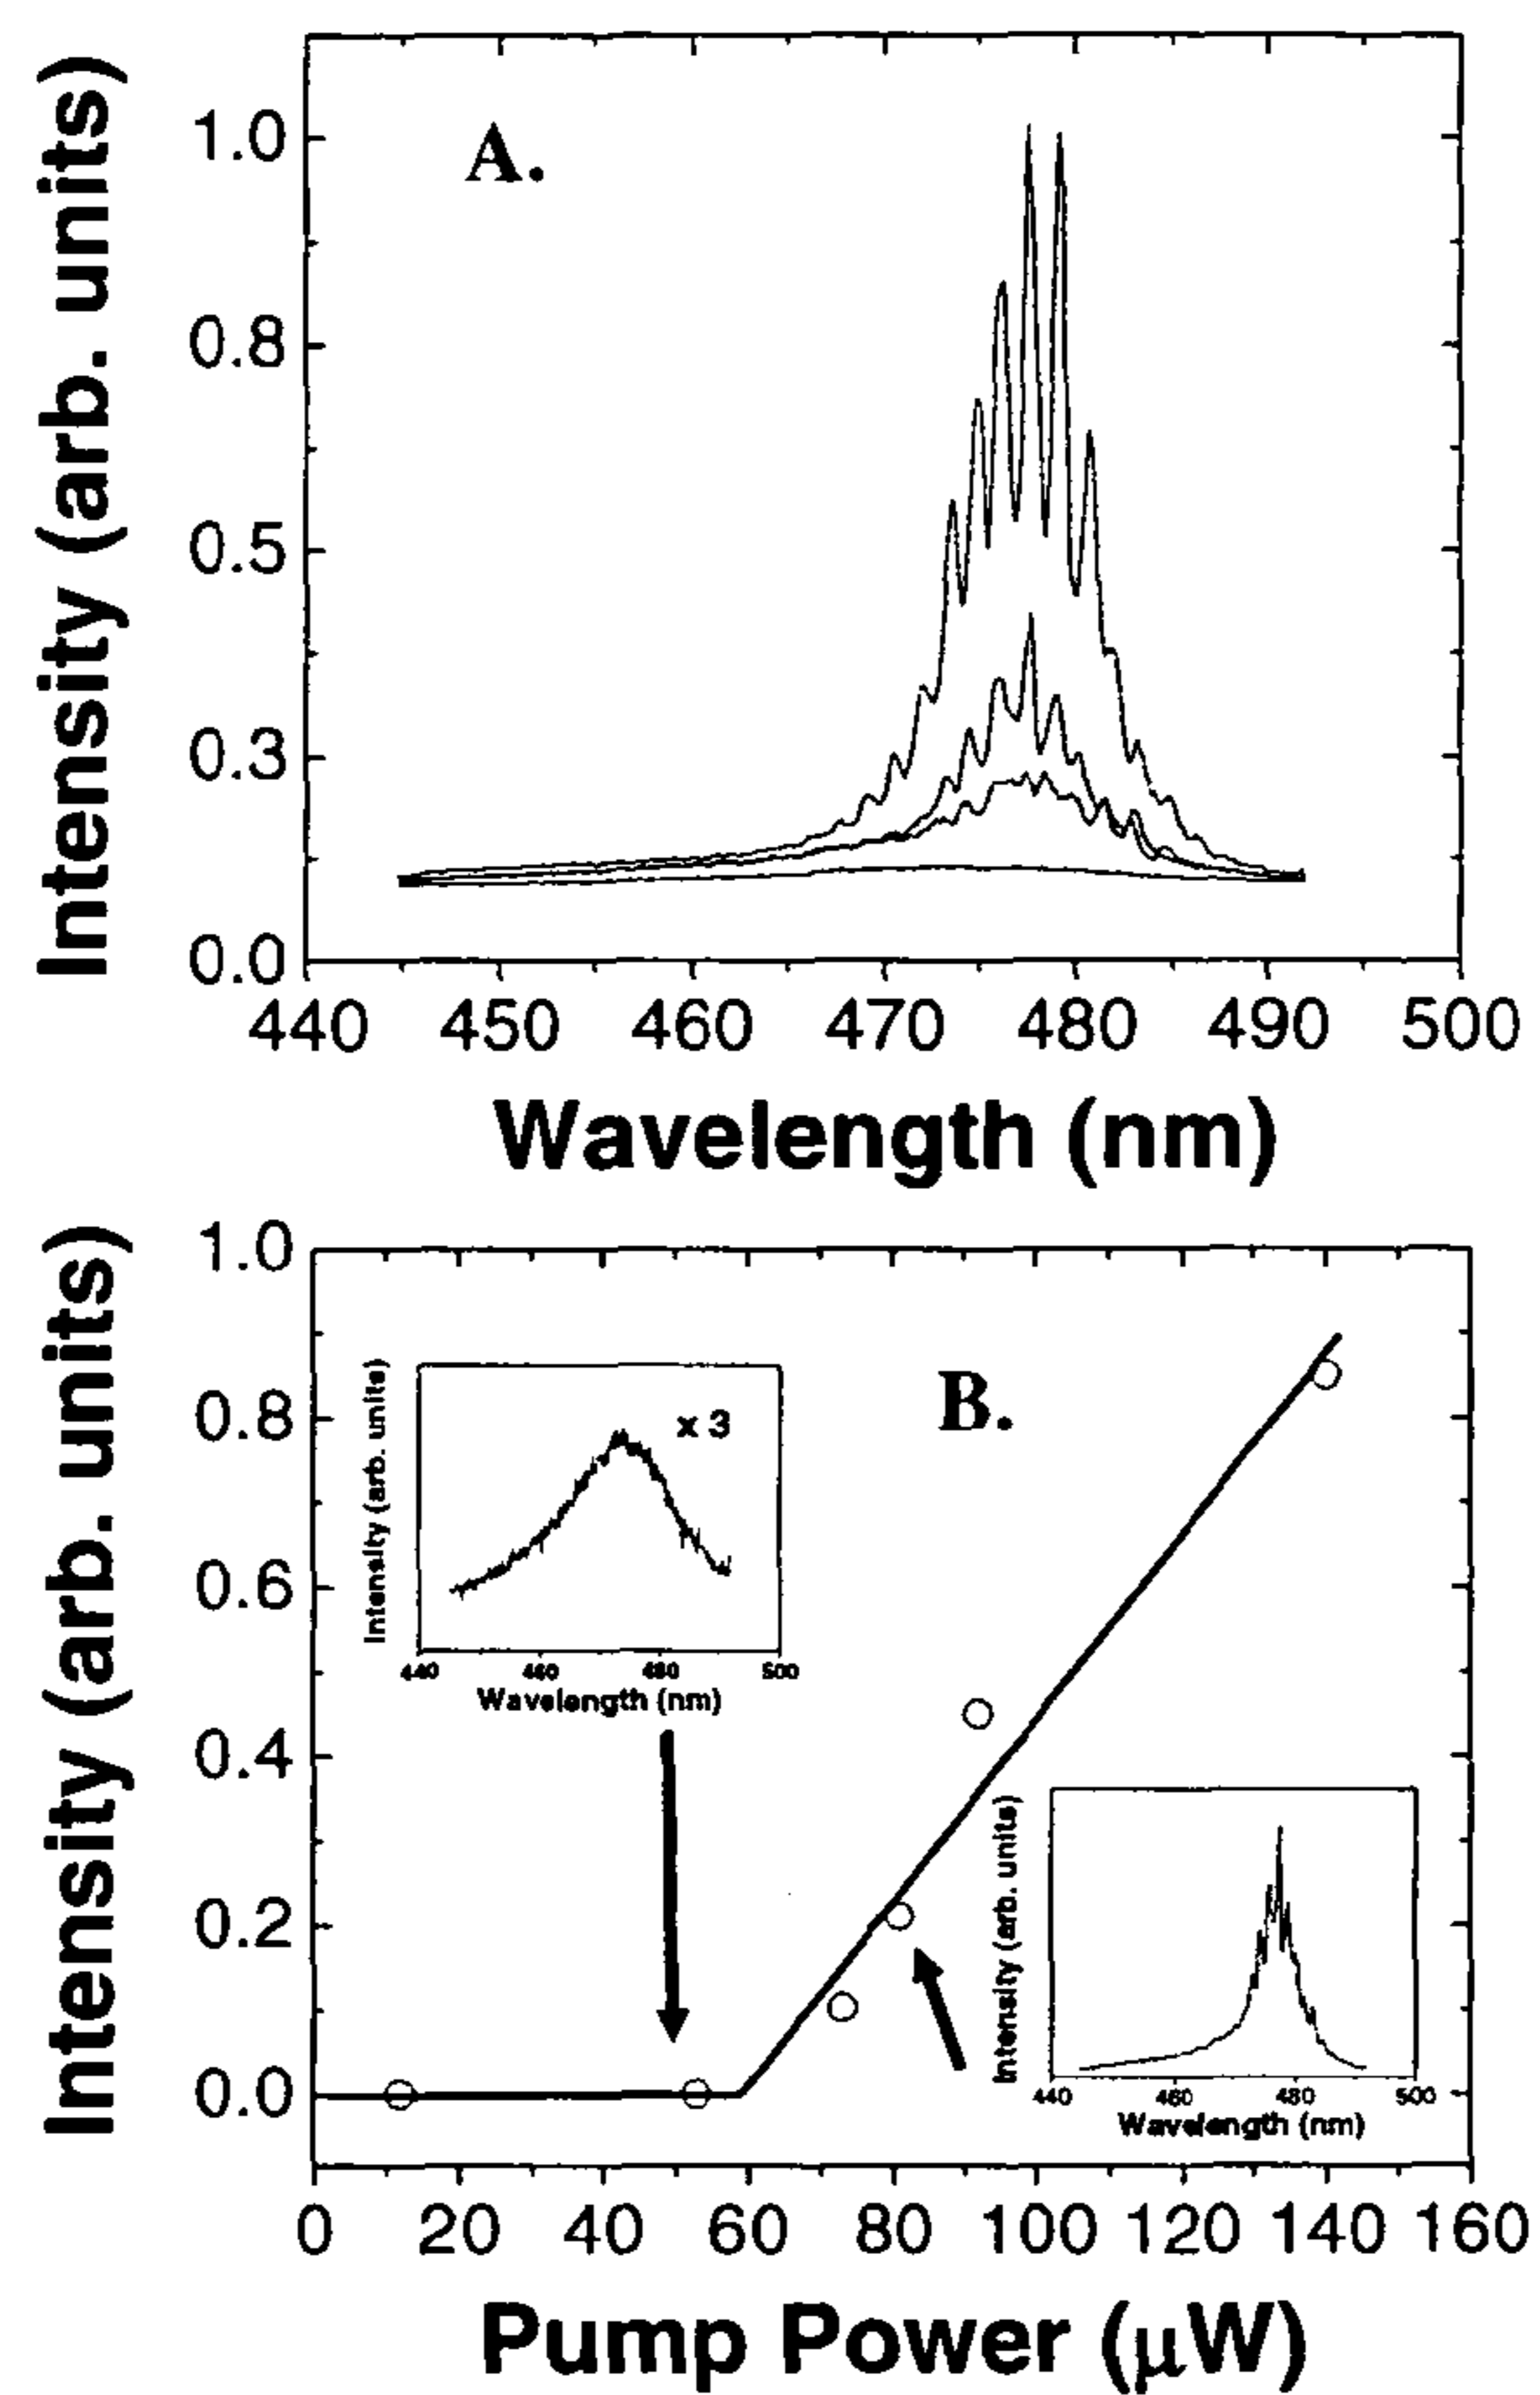 Intensity (arb. units)
A.
1.0
0.8
0.5
0.3
0.0
440 450 460 470 480 490 500
Wavelength (nm)
Intensity (arb. units)
B.
1.0
0.8
0.6
0.4
0.2
0.0
Intensity (arb. units)
x 3
440 460 480 500
Wavelength (nm)
Intensity (arb. units)
440 460 480 500
Wavelength (nm)
0 20 40 60 80 100 120 140 160
Pump Power (μW)